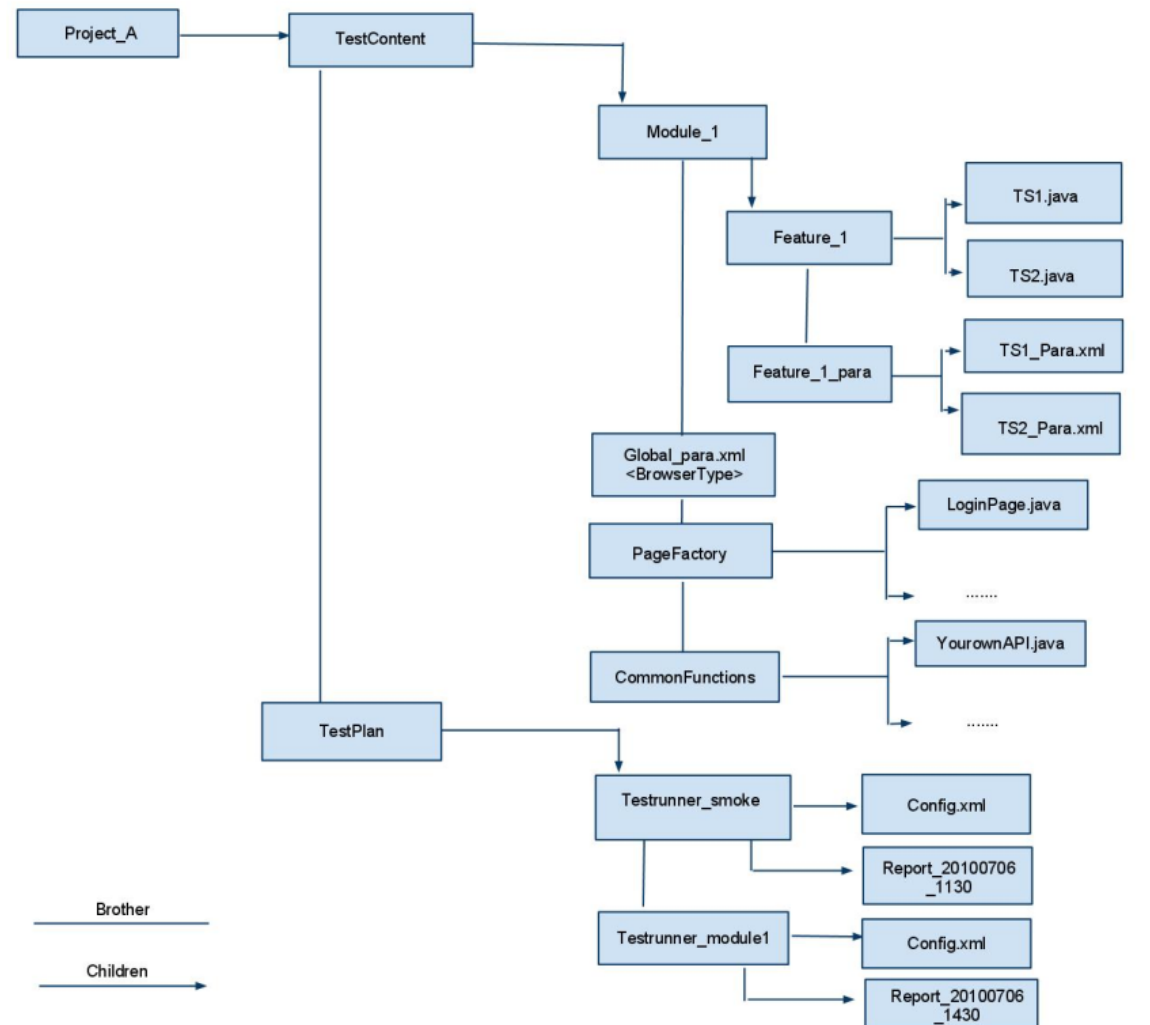 Project_A
TestContent
Module_1
Feature_1
TS1.java
TS2.java
Feature_1_para
TS1_Para.xml
TS2_Para.xml
Global_para.xml
<BrowserType>
PageFactory
LoginPage.java
.......
CommonFunctions
YourownAPI.java
.......
TestPlan
Testrunner_smoke
Config.xml
Report_20100706
_1130
Testrunner_module1
Config.xml
Report_20100706
_1430
Brother
Children